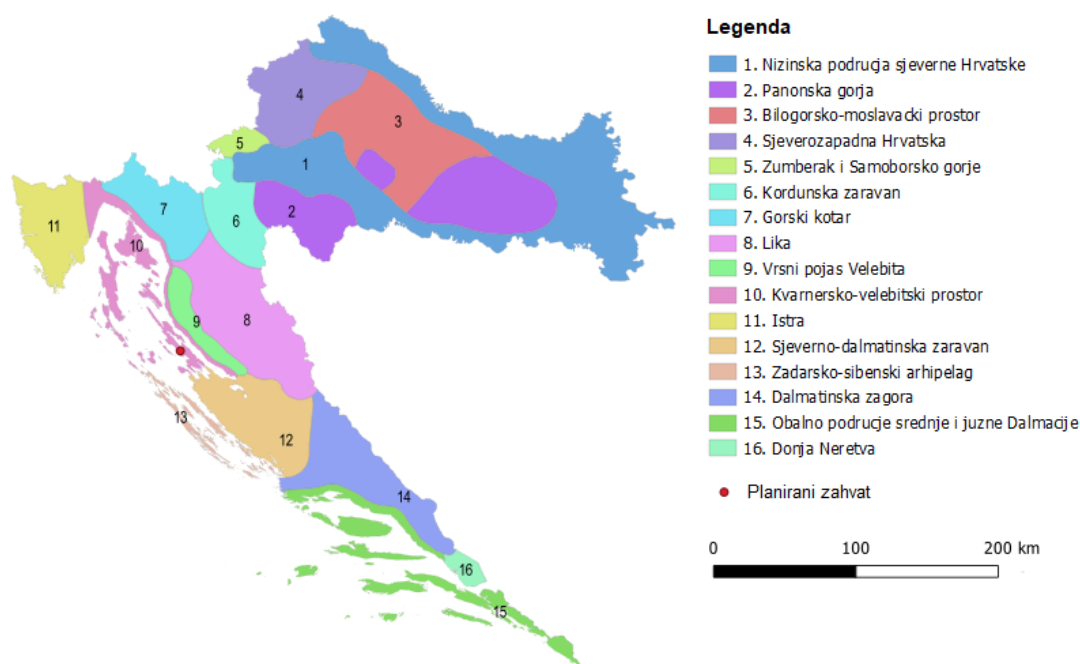 Legenda
1. Nizinska područja sjeverne Hrvatske
2. Panonska gorja
3. Bilogorsko-moslavacki prostor
4. Sjeverozapadna Hrvatska
5. Zumberak i Samoborsko gorje
6. Kordunska zaravan
7. Gorski kotar
8. Lika
9. Vrsni pojas Velebita
10. Kvarnersko-velebitski prostor
11. Istra
12. Sjeverno-dalmatinska zaravan
13. Zadarsko-sibenski arhipelag
14. Dalmatinska zagora
15. Obalno podrucje srednje i juzne Dalmacije
16. Donja Neretva
Planirani zahvat
0 100 200 km
4
3
5
1
2
6
7
11
10
8
9
13
12
14
16
15